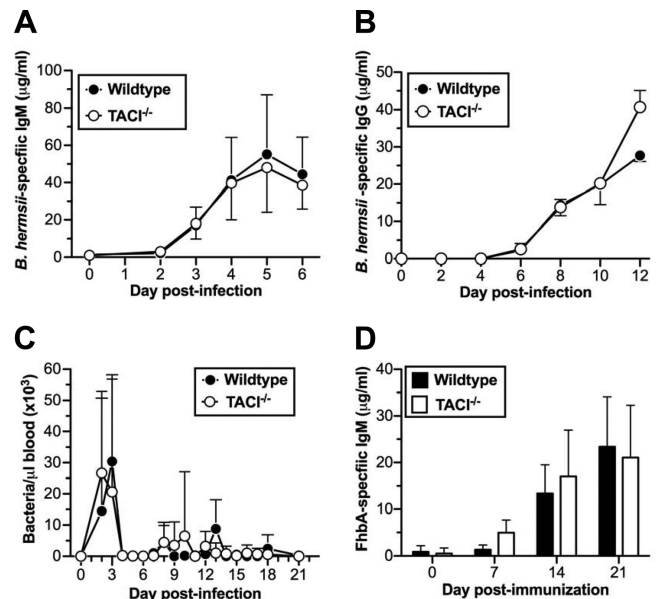 A
B. hermsii-specfiic IgM (μg/ml)
100
80
60
40
20
0
Wildtype
TACI-/-
0 1 2 3 4 5 6
Day post-infection
B
B. hermsii -specific IgG (μg/ml)
50
40
30
20
10
0
Wildtype
TACI-/-
0 2 4 6 8 10 12
Day post-infection
C
Bacteria/μl blood (x10³)
60
50
40
30
20
10
0
Wildtype
TACI-/-
0 3 6 9 12 15 18 21
Day post-infection
D
FhbA-specfiic IgM (μg/ml)
40
30
20
10
0
Wildtype
TACI-/-
0 7 14 21
Day post-immunization